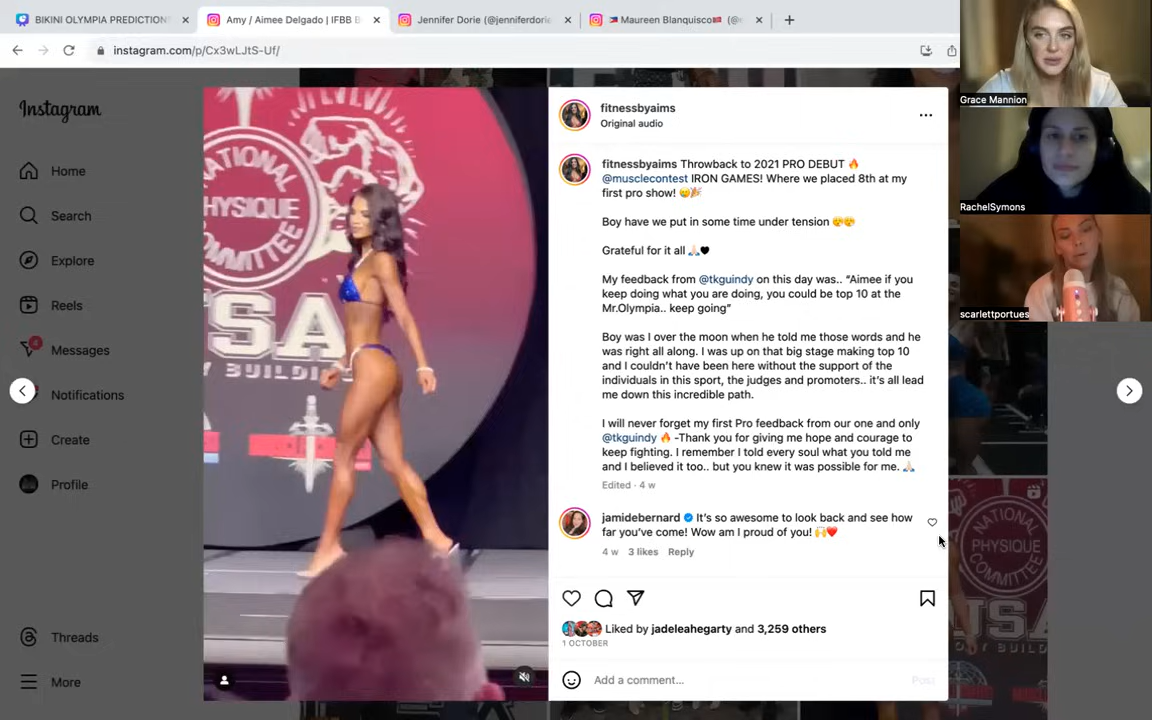 BIKINI OLYMPIA PREDICTION
Amy / Aimee Delgado | IFBB B
Jennifer Dorie (@jenniferdorie
🇵🇭 Maureen Blanquisco🇵🇭 (@
instagram.com/p/Cx3wLJtS-Uf/
Grace Mannion
RachelSymons
scarlettportues
Instagram
Home
Search
Explore
Reels
4
Messages
Notifications
Create
Profile
Threads
More
NATIONAL
PHYSIQUE
COMMITTEE
USA
BODY BUILDING
fitnessbyaims
Original audio
fitnessbyaims Throwback to 2021 PRO DEBUT 🔥
@musclecontest IRON GAMES! Where we placed 8th at my
first pro show! 😄🎉
Boy have we put in some time under tension 😮‍💨😮‍💨
Grateful for it all 🙏🏻🖤
My feedback from @tkguindy on this day was.. “Aimee if you
keep doing what you are doing, you could be top 10 at the
Mr.Olympia.. keep going”
Boy was I over the moon when he told me those words and he
was right all along. I was up on that big stage making top 10
and I couldn’t have been here without the support of the
individuals in this sport, the judges and promoters.. it’s all lead
me down this incredible path.
I will never forget my first Pro feedback from our one and only
@tkguindy 🔥 -Thank you for giving me hope and courage to
keep fighting. I remember I told every soul what you told me
and I believed it too.. but you knew it was possible for me. 🙏🏻
Edited · 4 w
jamidebernard It’s so awesome to look back and see how
far you’ve come! Wow am I proud of you! 🙌❤️
4 w 3 likes Reply
Liked by jadeleahegarty and 3,259 others
1 OCTOBER
Add a comment...
Post
NATIONAL
PHYSIQUE
COMMITTEE